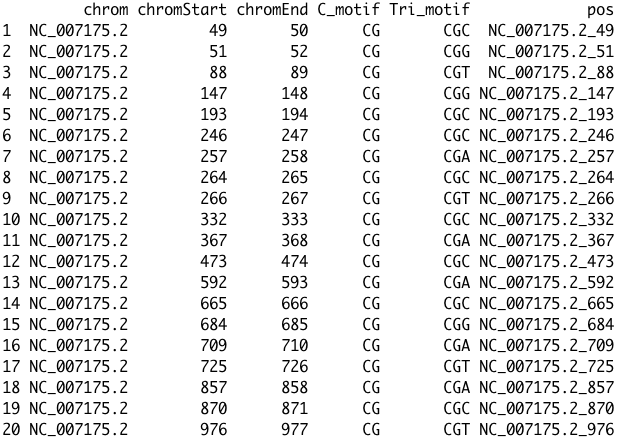 chrom chromStart chromEnd C_motif Tri_motif pos
1 NC_007175.2 49 50 CG CGC NC_007175.2_49
2 NC_007175.2 51 52 CG CGG NC_007175.2_51
3 NC_007175.2 88 89 CG CGT NC_007175.2_88
4 NC_007175.2 147 148 CG CGG NC_007175.2_147
5 NC_007175.2 193 194 CG CGC NC_007175.2_193
6 NC_007175.2 246 247 CG CGC NC_007175.2_246
7 NC_007175.2 257 258 CG CGA NC_007175.2_257
8 NC_007175.2 264 265 CG CGC NC_007175.2_264
9 NC_007175.2 266 267 CG CGT NC_007175.2_266
10 NC_007175.2 332 333 CG CGC NC_007175.2_332
11 NC_007175.2 367 368 CG CGA NC_007175.2_367
12 NC_007175.2 473 474 CG CGC NC_007175.2_473
13 NC_007175.2 592 593 CG CGA NC_007175.2_592
14 NC_007175.2 665 666 CG CGC NC_007175.2_665
15 NC_007175.2 684 685 CG CGG NC_007175.2_684
16 NC_007175.2 709 710 CG CGA NC_007175.2_709
17 NC_007175.2 725 726 CG CGT NC_007175.2_725
18 NC_007175.2 857 858 CG CGA NC_007175.2_857
19 NC_007175.2 870 871 CG CGC NC_007175.2_870
20 NC_007175.2 976 977 CG CGT NC_007175.2_976